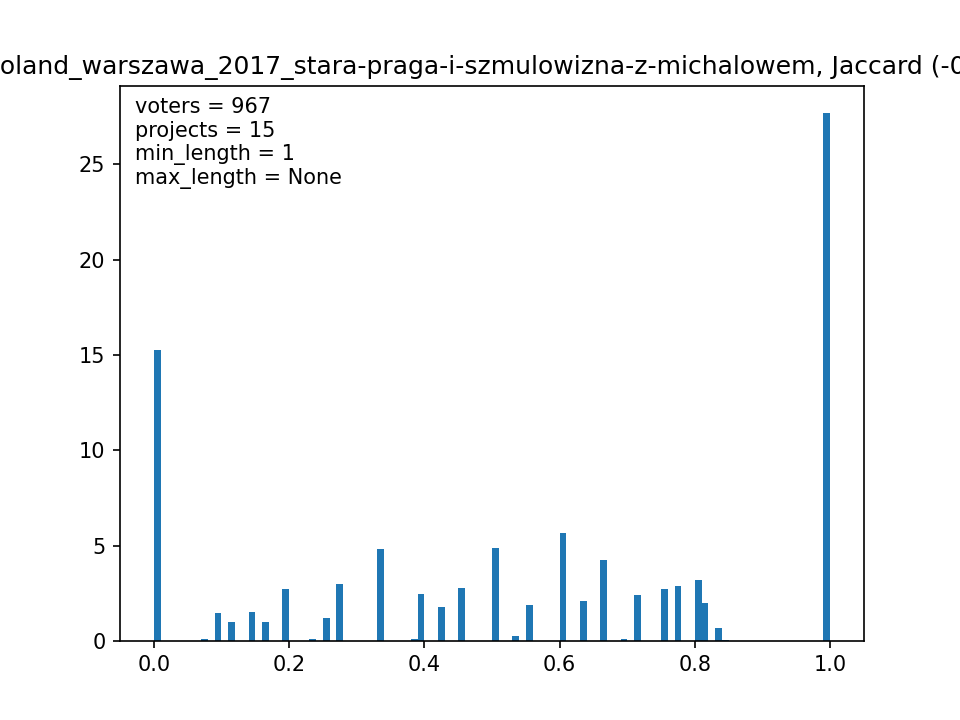 oland_warszawa_2017_stara-praga-i-szmulowizna-z-michalowem, Jaccard (-0
voters = 967
projects = 15
min_length = 1
max_length = None
25
20
15
10
5
0
0.0 0.2 0.4 0.6 0.8 1.0